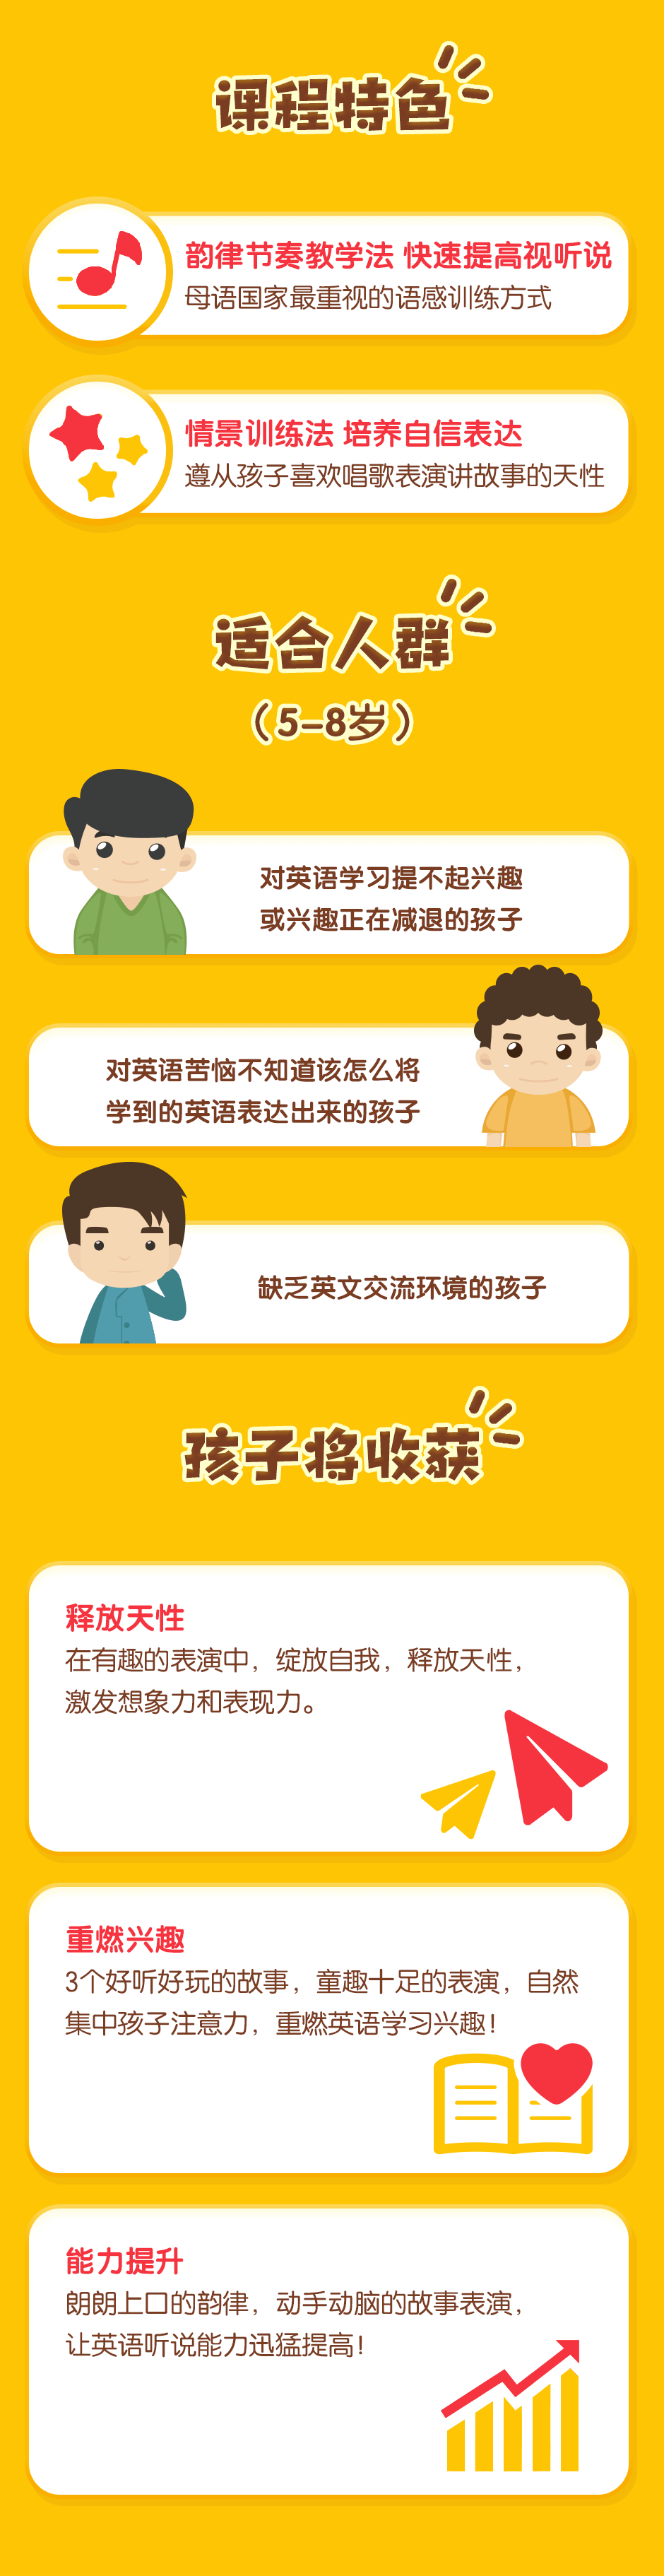 课程特色
韵律节奏教学法 快速提高视听说
母语国家最重视的语感训练方式
情景训练法 培养自信表达
遵从孩子喜欢唱歌表演讲故事的天性
适合人群
（5-8岁）
对英语学习提不起兴趣
或兴趣正在减退的孩子
对英语苦恼不知道该怎么将
学到的英语表达出来的孩子
缺乏英文交流环境的孩子
孩子将收获
释放天性
在有趣的表演中，绽放自我，释放天性，
激发想象力和表现力。
重燃兴趣
3个好听好玩的故事，童趣十足的表演，自然
集中孩子注意力，重燃英语学习兴趣！
能力提升
朗朗上口的韵律，动手动脑的故事表演，
让英语听说能力迅猛提高！